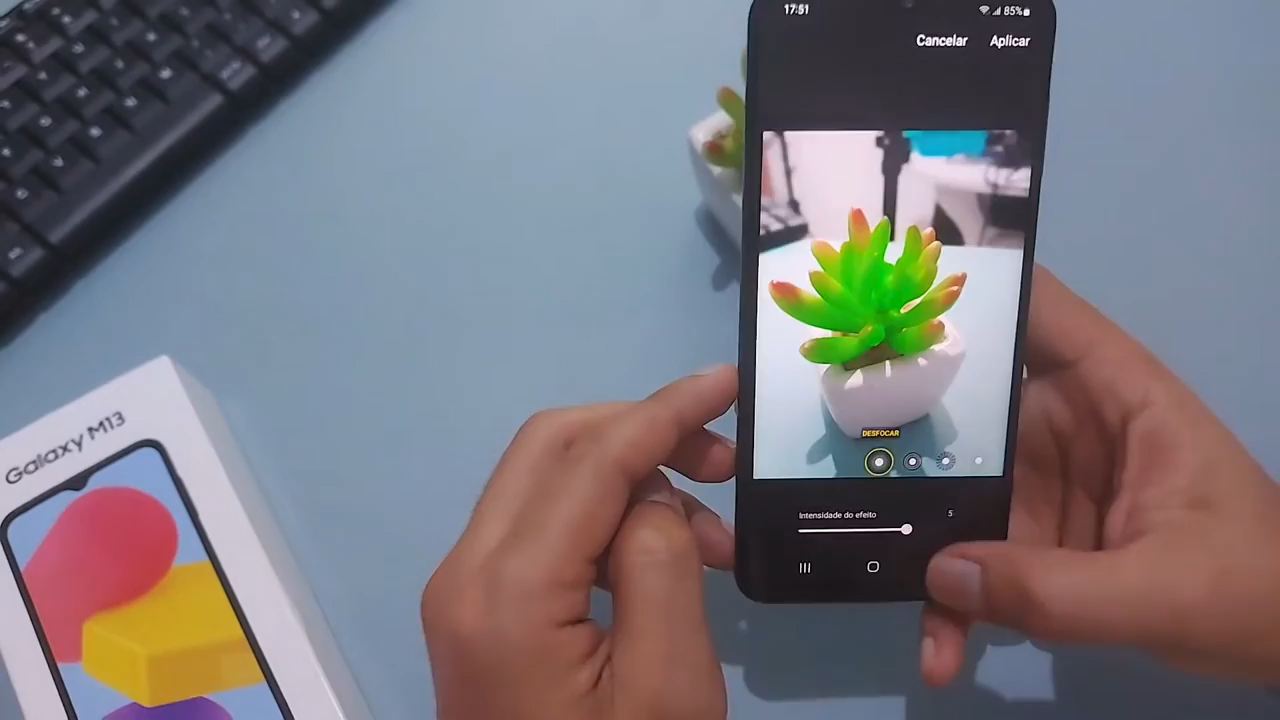 17:51
85%
Cancelar Aplicar
DESFOCAR
Intensidade do efeito 5
Galaxy M13